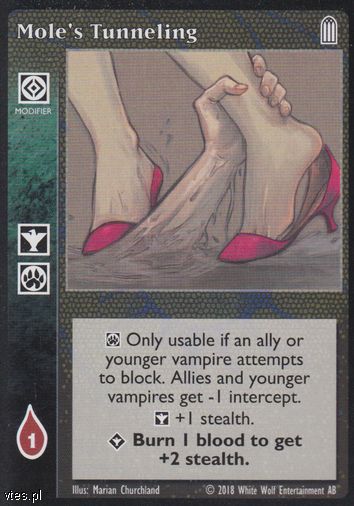 Mole's Tunneling
MODIFIER
Only usable if an ally or
younger vampire attempts
to block. Allies and younger
vampires get -1 intercept.
+1 stealth.
Burn 1 blood to get
+2 stealth.
1
Illus: Marian Churchland © 2018 White Wolf Entertainment AB
vtes.pl